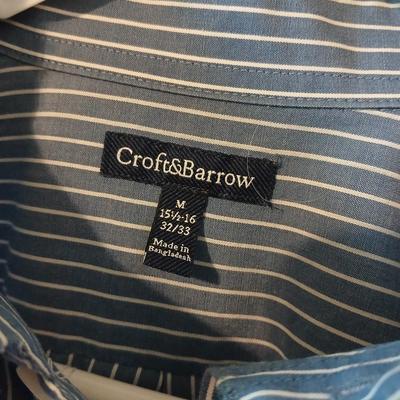 Croft&Barrow
M
15½-16
32/33
Made in
Bangladesh